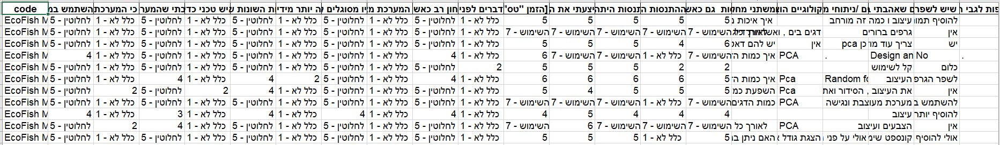 code השתמש במ כי המערכת בתי שהמער יש טכני כדי ות השונות ה יותר מידי יו מסוגלים המערכת מ חון רב כאש דברים לפני הזמן "טס" יצעתי את ה תנסות היתה ההתנסות גם כאש משתני מחק קולוגיים הו ים /ניתוחי מ ם שאהבתי ב שיש לשפר פות לגבי ה
EcoFish M לחלוטין - 5 כלל לא - 1 לחלוטין - 5 כלל לא - 1 לחלוטין - 5 כלל לא - 1 לחלוטין - 5 כלל לא - 1 לחלוטין - 5 כלל לא - 1 5 5 5 5 5 איך איכות עיצוב ו כמה זה מורחב להוסיף תמונ
EcoFish M לחלוטין - 5 כלל לא - 1 לחלוטין - 5 כלל לא - 1 לחלוטין - 5 כלל לא - 1 לחלוטין - 5 כלל לא - 1 לחלוטין - 5 כלל לא - 1 השימוש - 7 השימוש - 7 השימוש - 7 השימוש - 7 השימוש - 7 דגים בים , ואש גרפים ברורים אין
EcoFish M לחלוטין - 5 כלל לא - 1 לחלוטין - 5 כלל לא - 1 לחלוטין - 5 כלל לא - 1 לחלוטין - 5 כלל לא - 1 לחלוטין - 5 כלל לא - 1 5 5 5 4 6 יש להם דאט אין כן pca צריך עוד מו יש
EcoFish M 4 כלל לא - 1 לחלוטין - 5 כלל לא - 1 לחלוטין - 5 כלל לא - 1 לחלוטין - 5 כלל לא - 1 4 כלל לא - 1 6 השימוש - 7 השימוש - 7 כלל לא - 1 השימוש - 7 איך כמות הד PCA . Design an No .
EcoFish M לחלוטין - 5 כלל לא - 1 לחלוטין - 5 כלל לא - 1 לחלוטין - 5 כלל לא - 1 לחלוטין - 5 כלל לא - 1 לחלוטין - 5 2 5 5 5 2 2 קל לשימוש כלום
EcoFish M לחלוטין - 5 כלל לא - 1 4 כלל לא - 1 4 2 לחלוטין - 5 כלל לא - 1 4 כלל לא - 1 6 6 6 6 5 איך כמות הד Pca Random fo העיצוב לשפר הגרפ
EcoFish M לחלוטין - 5 2 לחלוטין - 5 2 4 כלל לא - 1 לחלוטין - 5 כלל לא - 1 לחלוטין - 5 כלל לא - 1 5 4 5 5 5 השפעת כמ Pca את העיצוב , הסידור ואת אין
EcoFish M לחלוטין - 5 כלל לא - 1 לחלוטין - 5 כלל לא - 1 לחלוטין - 5 כלל לא - 1 לחלוטין - 5 כלל לא - 1 לחלוטין - 5 כלל לא - 1 השימוש - 7 השימוש - 7 השימוש - 7 כלל לא - 1 השימוש - 7 כמות הדגים PCA מערכת מעוצבת ונגישה להשתמש ב
EcoFish M 4 כלל לא - 1 3 כלל לא - 1 4 כלל לא - 1 4 כלל לא - 1 4 כלל לא - 1 4 5 4 4 4 עיצוב להוסיף יותר
EcoFish M לחלוטין - 5 2 4 כלל לא - 1 לחלוטין - 5 כלל לא - 1 לחלוטין - 5 כלל לא - 1 לחלוטין - 5 כלל לא - 1 השימוש - 7 6 השימוש - 7 השימוש - 7 השימוש - 7 לאורך כל PCA הצבעים ועיצוב אין
EcoFish M לחלוטין - 5 כלל לא - 1 לחלוטין - 5 כלל לא - 1 לחלוטין - 5 כלל לא - 1 לחלוטין - 5 כלל לא - 1 לחלוטין - 5 כלל לא - 1 5 5 5 כלל לא - 1 5 האם ניתן ב הצגת גודל אולי על פני קונספט שימ אולי להוסיף